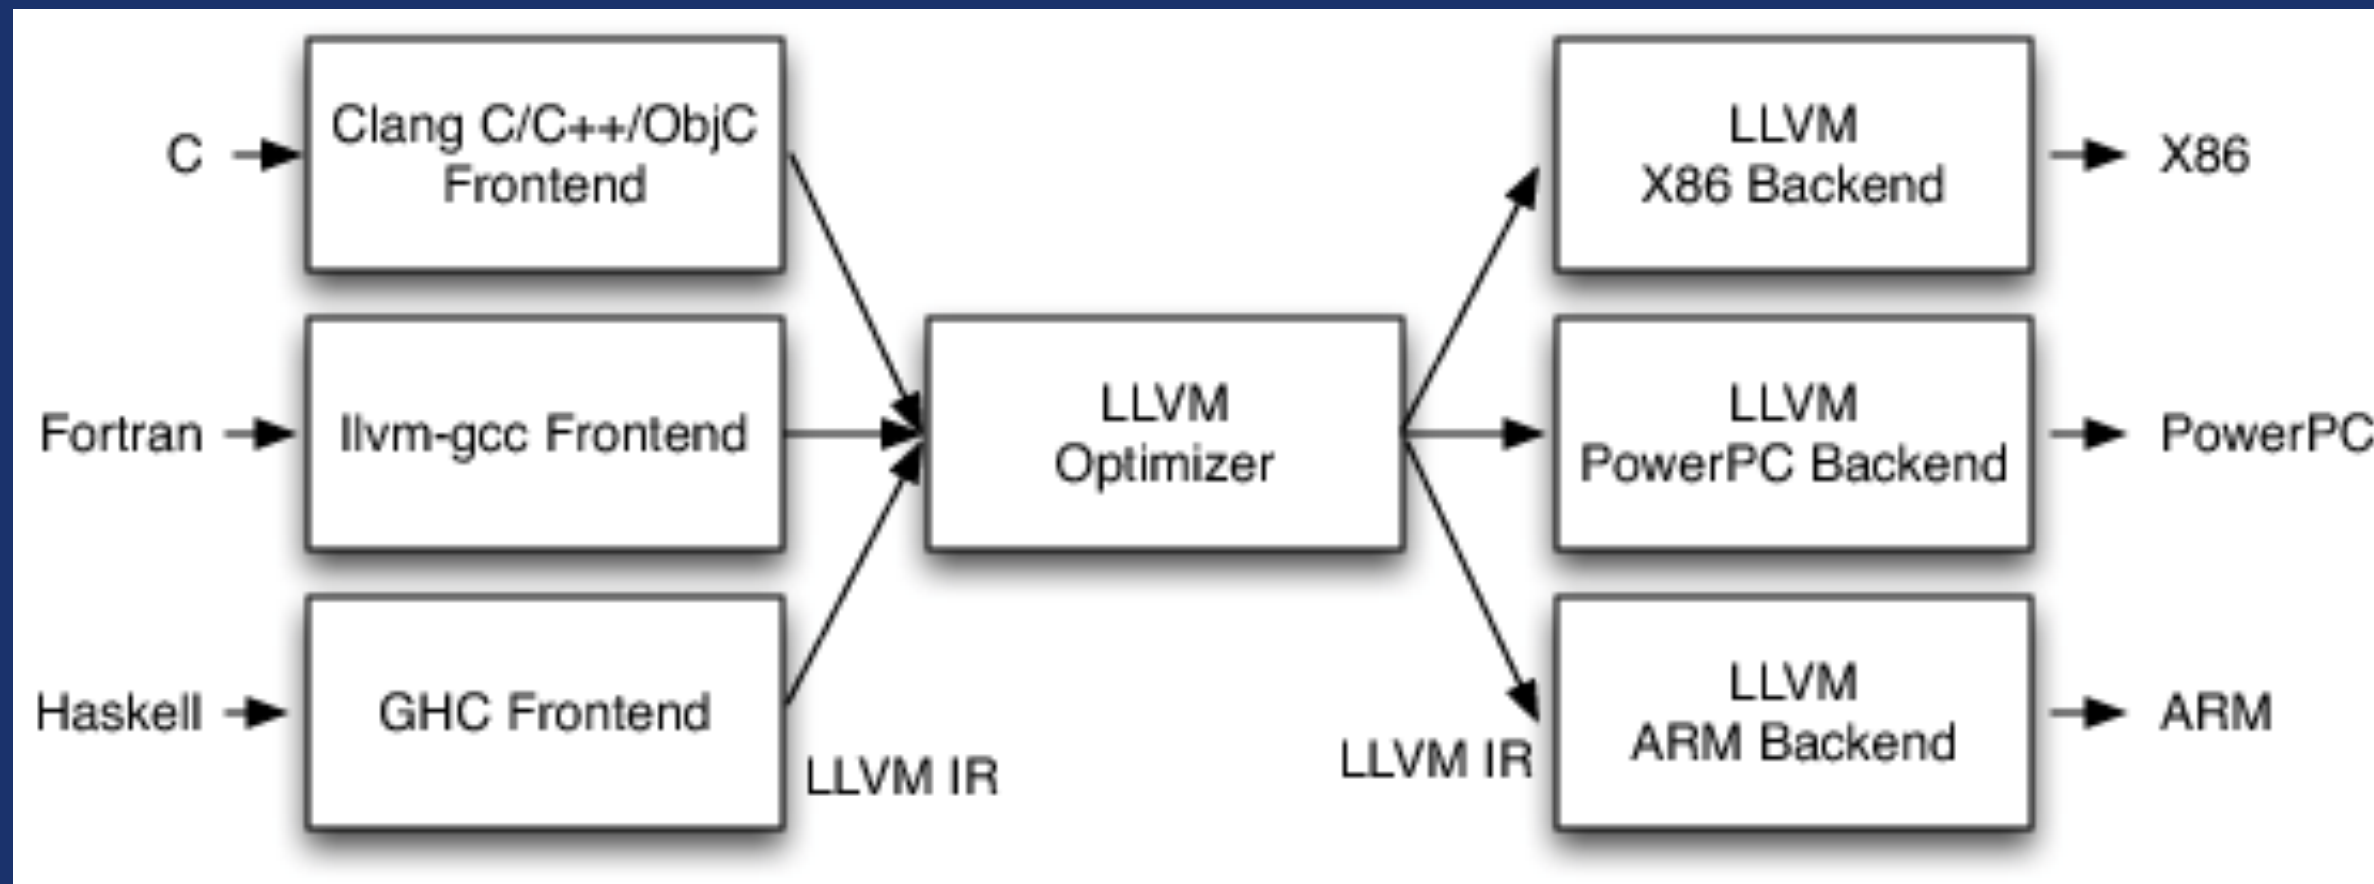 C
Clang C/C++/ObjC
Frontend
Fortran
llvm-gcc Frontend
Haskell
GHC Frontend
LLVM IR
LLVM
Optimizer
LLVM IR
LLVM
X86 Backend
X86
LLVM
PowerPC Backend
PowerPC
LLVM
ARM Backend
ARM